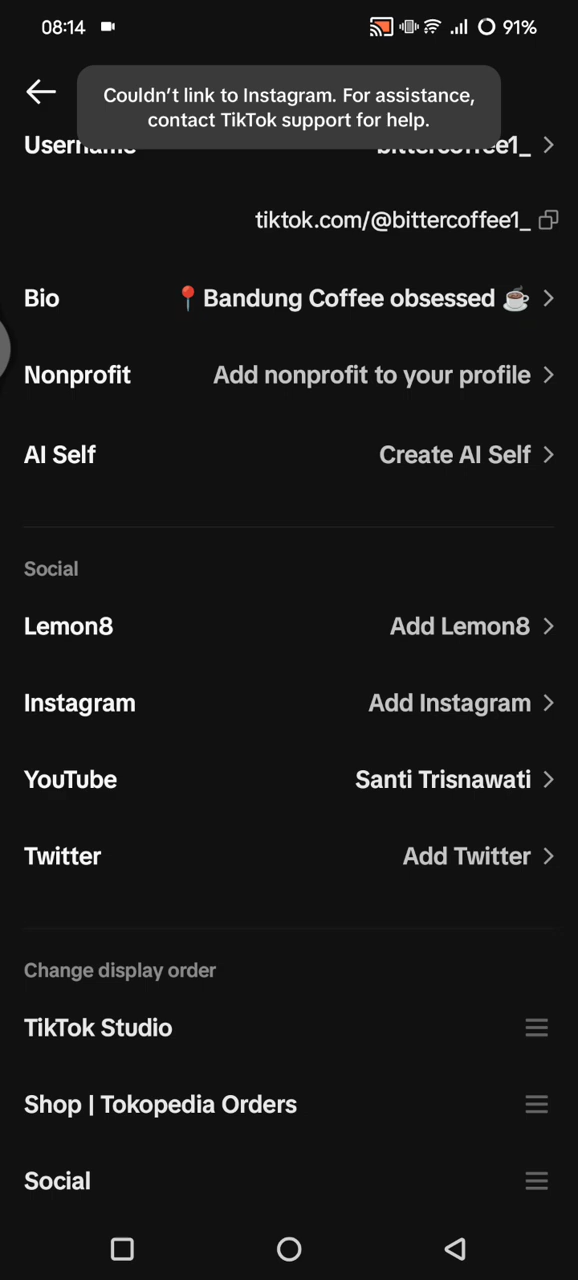 08:14
91%
Couldn't link to Instagram. For assistance,
contact TikTok support for help.
Username bittercoffee1_
tiktok.com/@bittercoffee1_
Bio 📍Bandung Coffee obsessed ☕
Nonprofit Add nonprofit to your profile
AI Self Create AI Self
Social
Lemon8 Add Lemon8
Instagram Add Instagram
YouTube Santi Trisnawati
Twitter Add Twitter
Change display order
TikTok Studio
Shop | Tokopedia Orders
Social